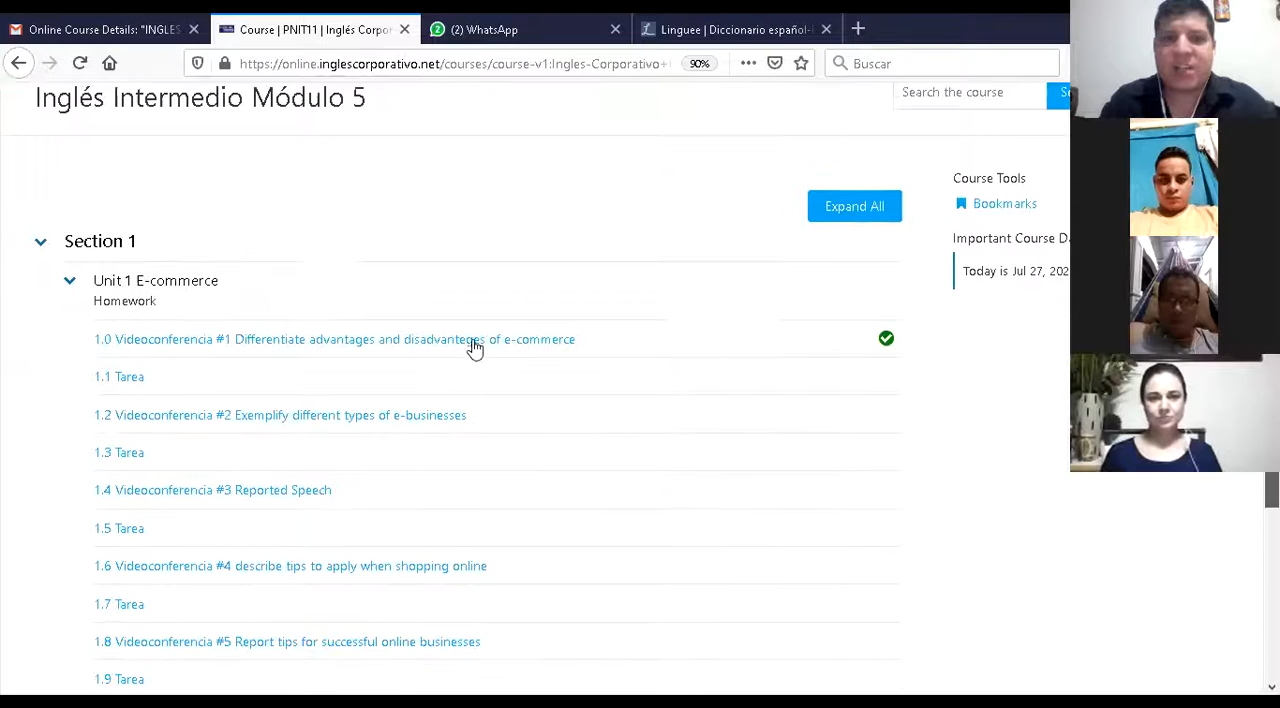 Online Course Details: "INGLES
Course | PNIT11 | Inglés Corpo
(2) WhatsApp
Linguee | Diccionario español-
https://online.inglescorporativo.net/courses/course-v1:Ingles-Corporativo+
90%
Buscar
Inglés Intermedio Módulo 5
Search the course
Expand All
Course Tools
Bookmarks
Important Course D
Today is Jul 27, 202
Section 1
Unit 1 E-commerce
Homework
1.0 Videoconferencia #1 Differentiate advantages and disadvanteges of e-commerce
1.1 Tarea
1.2 Videoconferencia #2 Exemplify different types of e-businesses
1.3 Tarea
1.4 Videoconferencia #3 Reported Speech
1.5 Tarea
1.6 Videoconferencia #4 describe tips to apply when shopping online
1.7 Tarea
1.8 Videoconferencia #5 Report tips for successful online businesses
1.9 Tarea